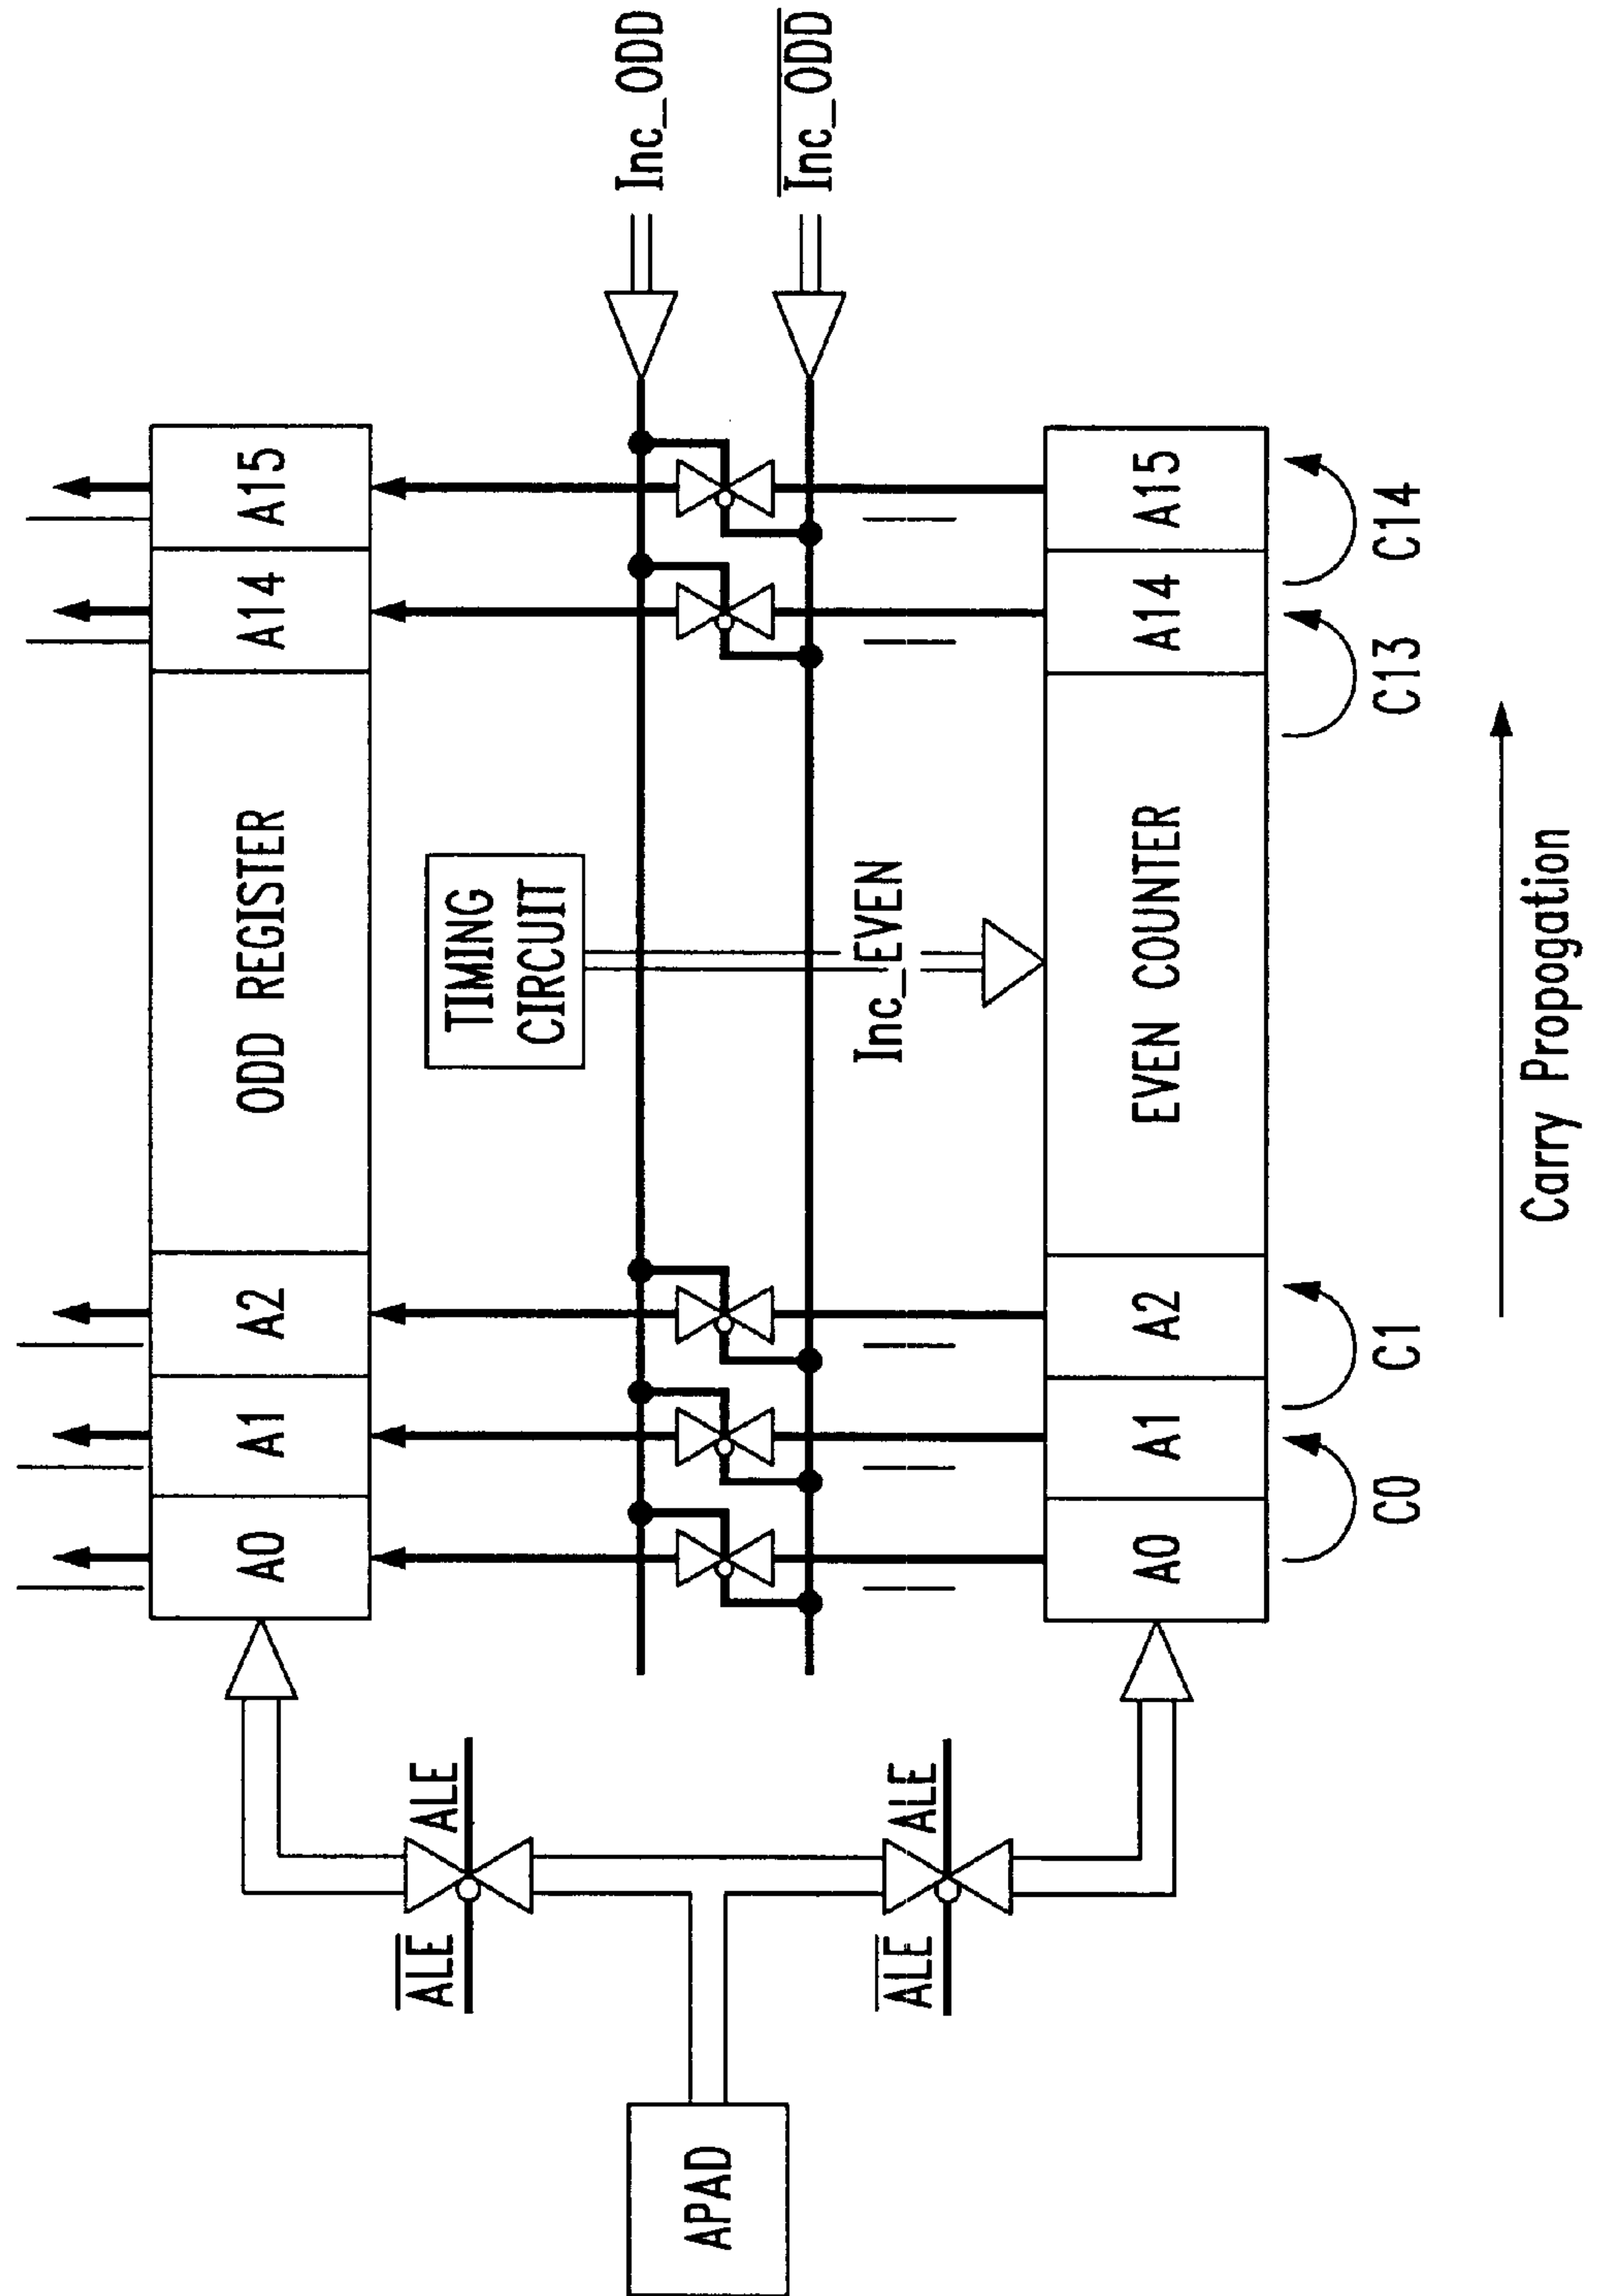 A0
A1
A2
ODD REGISTER
A14
A15
ALE
ALE
TIMING
CIRCUIT
Inc_ODD
APAD
Inc_ODD
Inc_EVEN
ALE
ALE
A0
A1
A2
EVEN COUNTER
A14
A15
C0
C1
C13
C14
Carry Propogation